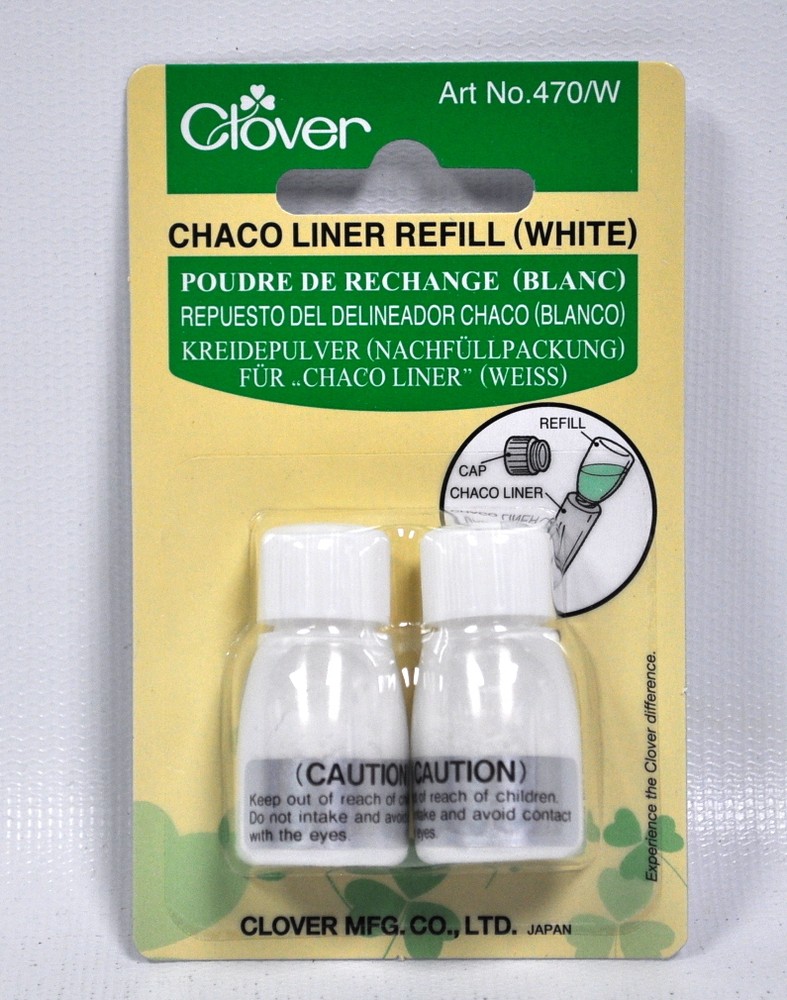 Clover
Art No.470/W
CHACO LINER REFILL (WHITE)
POUDRE DE RECHANGE (BLANC)
REPUESTO DEL DELINEADOR CHACO (BLANCO)
KREIDEPULVER (NACHFÜLLPACKUNG)
FÜR „CHACO LINER” (WEISS)
REFILL
CAP
CHACO LINER
(CAUTION
Keep out of reach of
Do not intake and avoid
with the eyes.
CAUTION)
of reach of children.
and avoid contact
eyes.
Experience the Clover difference.
CLOVER MFG. CO., LTD. JAPAN